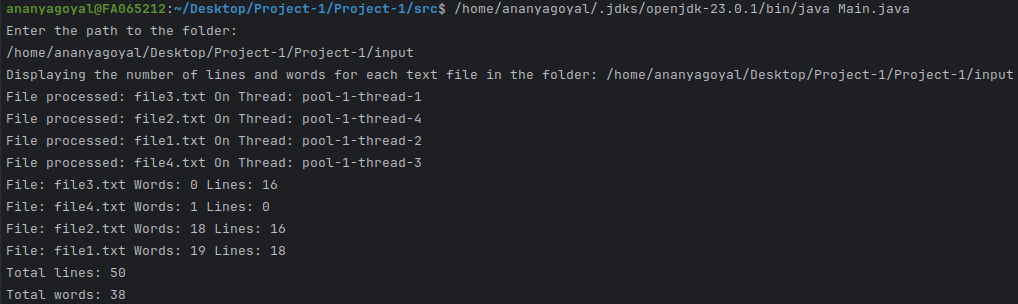 ananyagoyal@FA065212:~/Desktop/Project-1/Project-1/src$ /home/ananyagoyal/.jdks/openjdk-23.0.1/bin/java Main.java
Enter the path to the folder:
/home/ananyagoyal/Desktop/Project-1/Project-1/input
Displaying the number of lines and words for each text file in the folder: /home/ananyagoyal/Desktop/Project-1/Project-1/input
File processed: file3.txt On Thread: pool-1-thread-1
File processed: file2.txt On Thread: pool-1-thread-4
File processed: file1.txt On Thread: pool-1-thread-2
File processed: file4.txt On Thread: pool-1-thread-3
File: file3.txt Words: 0 Lines: 16
File: file4.txt Words: 1 Lines: 0
File: file2.txt Words: 18 Lines: 16
File: file1.txt Words: 19 Lines: 18
Total lines: 50
Total words: 38